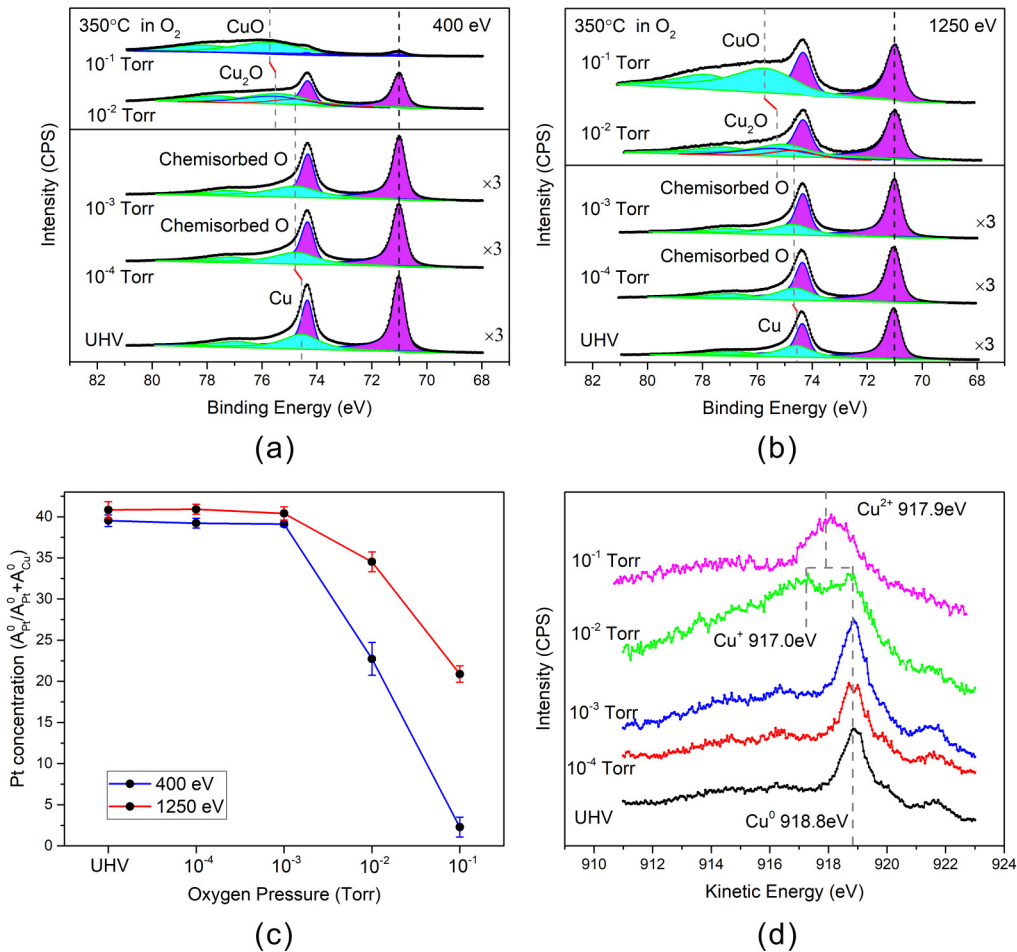 350°C in O₂
400 eV
CuO
10⁻¹ Torr
Cu₂O
10⁻² Torr
Chemisorbed O
×3
10⁻³ Torr
Chemisorbed O
×3
10⁻⁴ Torr
Cu
×3
UHV
Intensity (CPS)
82 80 78 76 74 72 70 68
Binding Energy (eV)
(a)
350°C in O₂
1250 eV
CuO
10⁻¹ Torr
Cu₂O
10⁻² Torr
Chemisorbed O
×3
10⁻³ Torr
Chemisorbed O
×3
10⁻⁴ Torr
Cu
×3
UHV
Intensity (CPS)
82 80 78 76 74 72 70 68
Binding Energy (eV)
(b)
Pt concentration (A⁰Pt/A⁰Pt+A⁰Cu)
40
35
30
25
20
15
10
5
0
400 eV
1250 eV
UHV 10⁻⁴ 10⁻³ 10⁻² 10⁻¹
Oxygen Pressure (Torr)
(c)
Cu²⁺ 917.9eV
10⁻¹ Torr
10⁻² Torr
Cu⁺ 917.0eV
10⁻³ Torr
10⁻⁴ Torr
UHV
Cu⁰ 918.8eV
Intensity (CPS)
910 912 914 916 918 920 922 924
Kinetic Energy (eV)
(d)